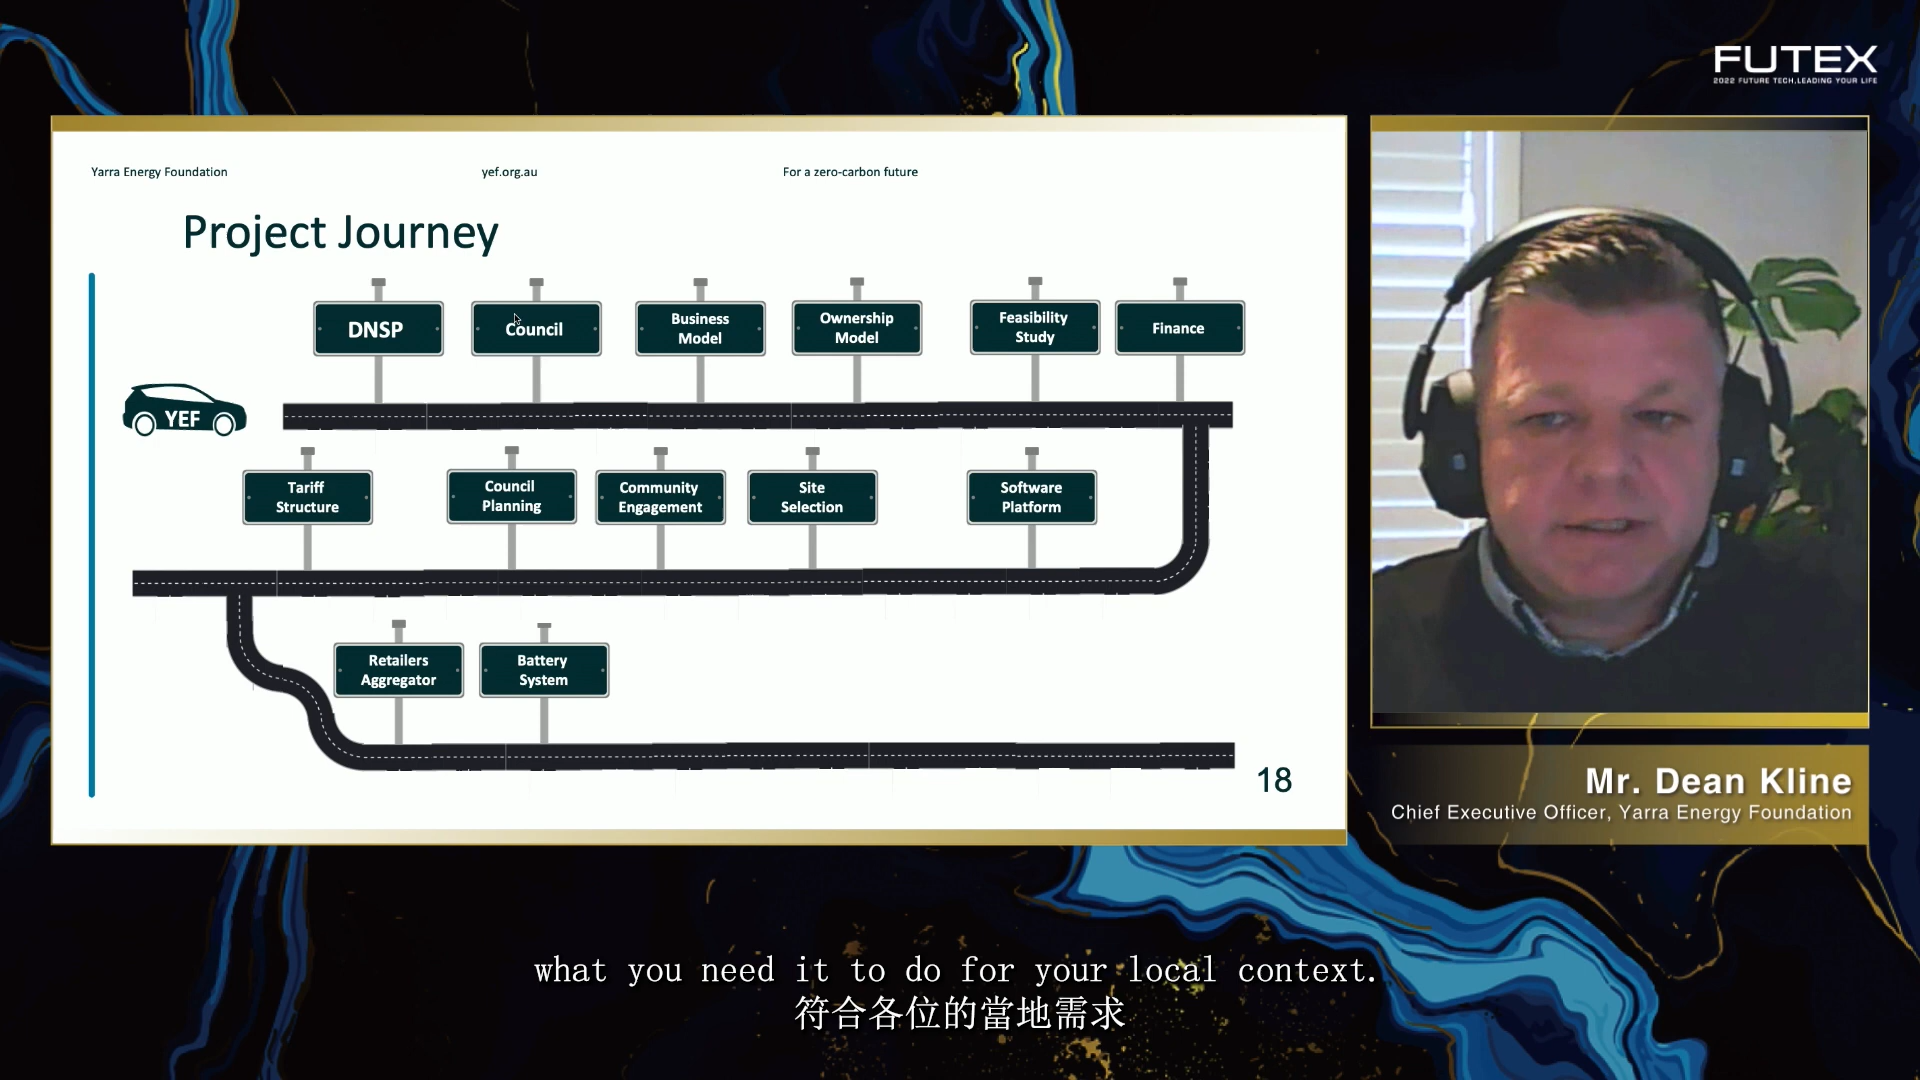 FUTEX
2022 FUTURE TECH,LEADING YOUR LIFE
Yarra Energy Foundation
yef.org.au
For a zero-carbon future
Project Journey
DNSP
Council
Business
Model
Ownership
Model
Feasibility
Study
Finance
YEF
Tariff
Structure
Council
Planning
Community
Engagement
Site
Selection
Software
Platform
Retailers
Aggregator
Battery
System
18
Mr. Dean Kline
Chief Executive Officer, Yarra Energy Foundation
what you need it to do for your local context.
符合各位的當地需求